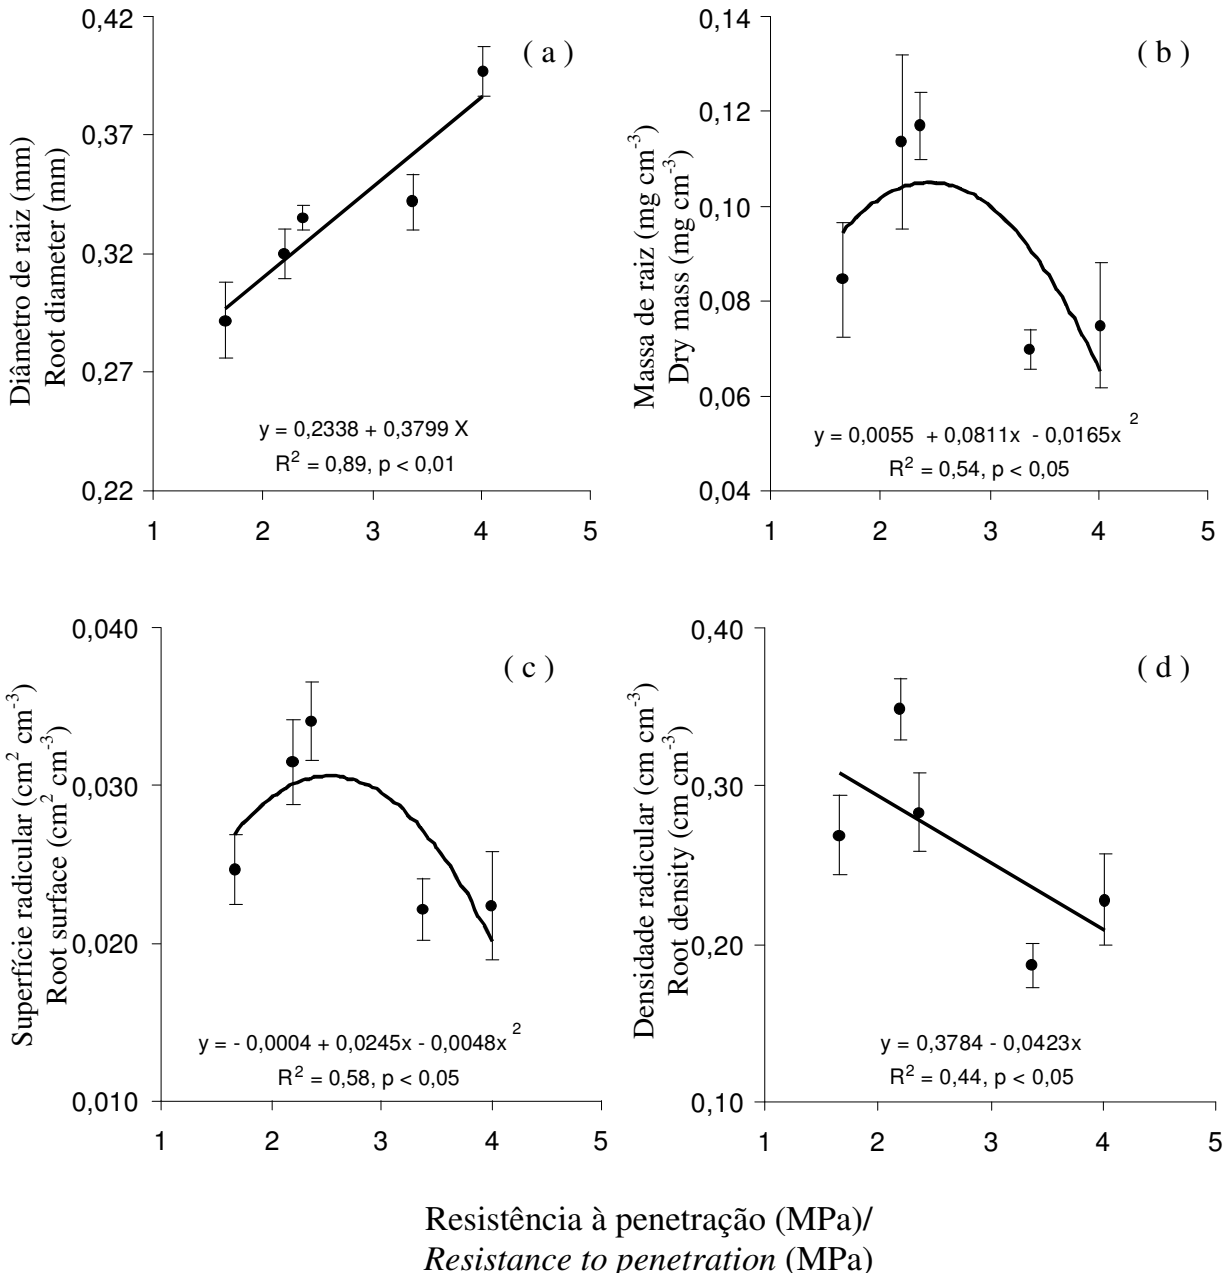 ( a )
Diâmetro de raiz (mm)
Root diameter (mm)
0,42
0,37
0,32
0,27
0,22
y = 0,2338 + 0,3799 X
R² = 0,89, p < 0,01
1 2 3 4 5
( b )
Massa de raiz (mg cm⁻³)
Dry mass (mg cm⁻³)
0,14
0,12
0,10
0,08
0,06
0,04
y = 0,0055 + 0,0811x - 0,0165x ²
R² = 0,54, p < 0,05
1 2 3 4 5
( c )
Superfície radicular (cm² cm⁻³)
Root surface (cm² cm⁻³)
0,040
0,030
0,020
0,010
y = - 0,0004 + 0,0245x - 0,0048x ²
R² = 0,58, p < 0,05
1 2 3 4 5
( d )
Densidade radicular (cm cm⁻³)
Root density (cm cm⁻³)
0,40
0,30
0,20
0,10
y = 0,3784 - 0,0423x
R² = 0,44, p < 0,05
1 2 3 4 5
Resistência à penetração (MPa)/
Resistance to penetration (MPa)